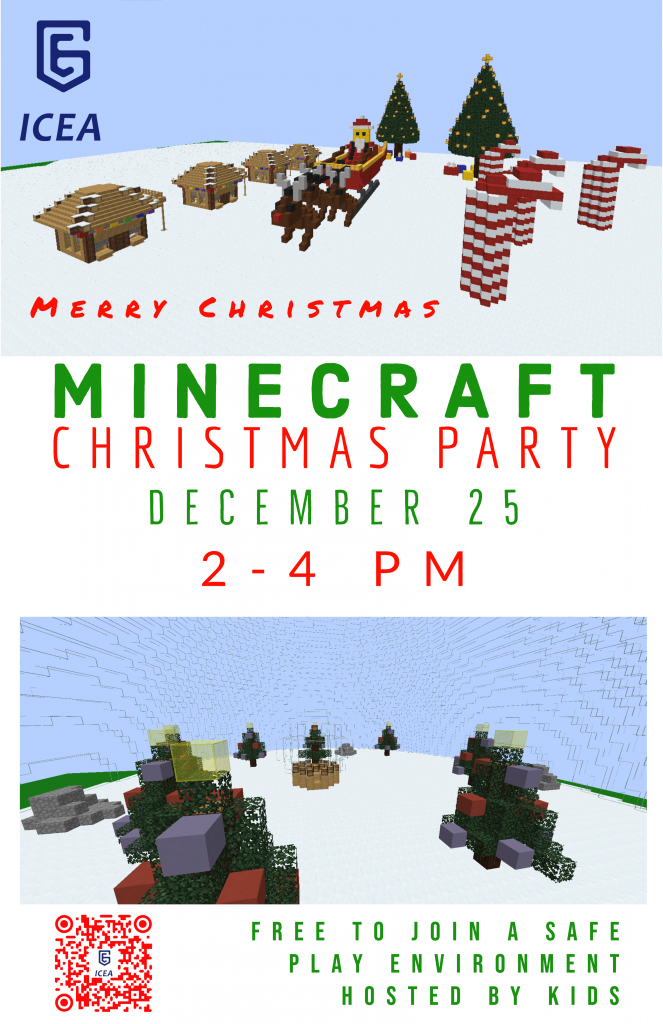 ICEA
MERRY CHRISTMAS
MINECRAFT
CHRISTMAS PARTY
DECEMBER 25
2-4 PM
ICEA
FREE TO JOIN A SAFE
PLAY ENVIRONMENT
HOSTED BY KIDS